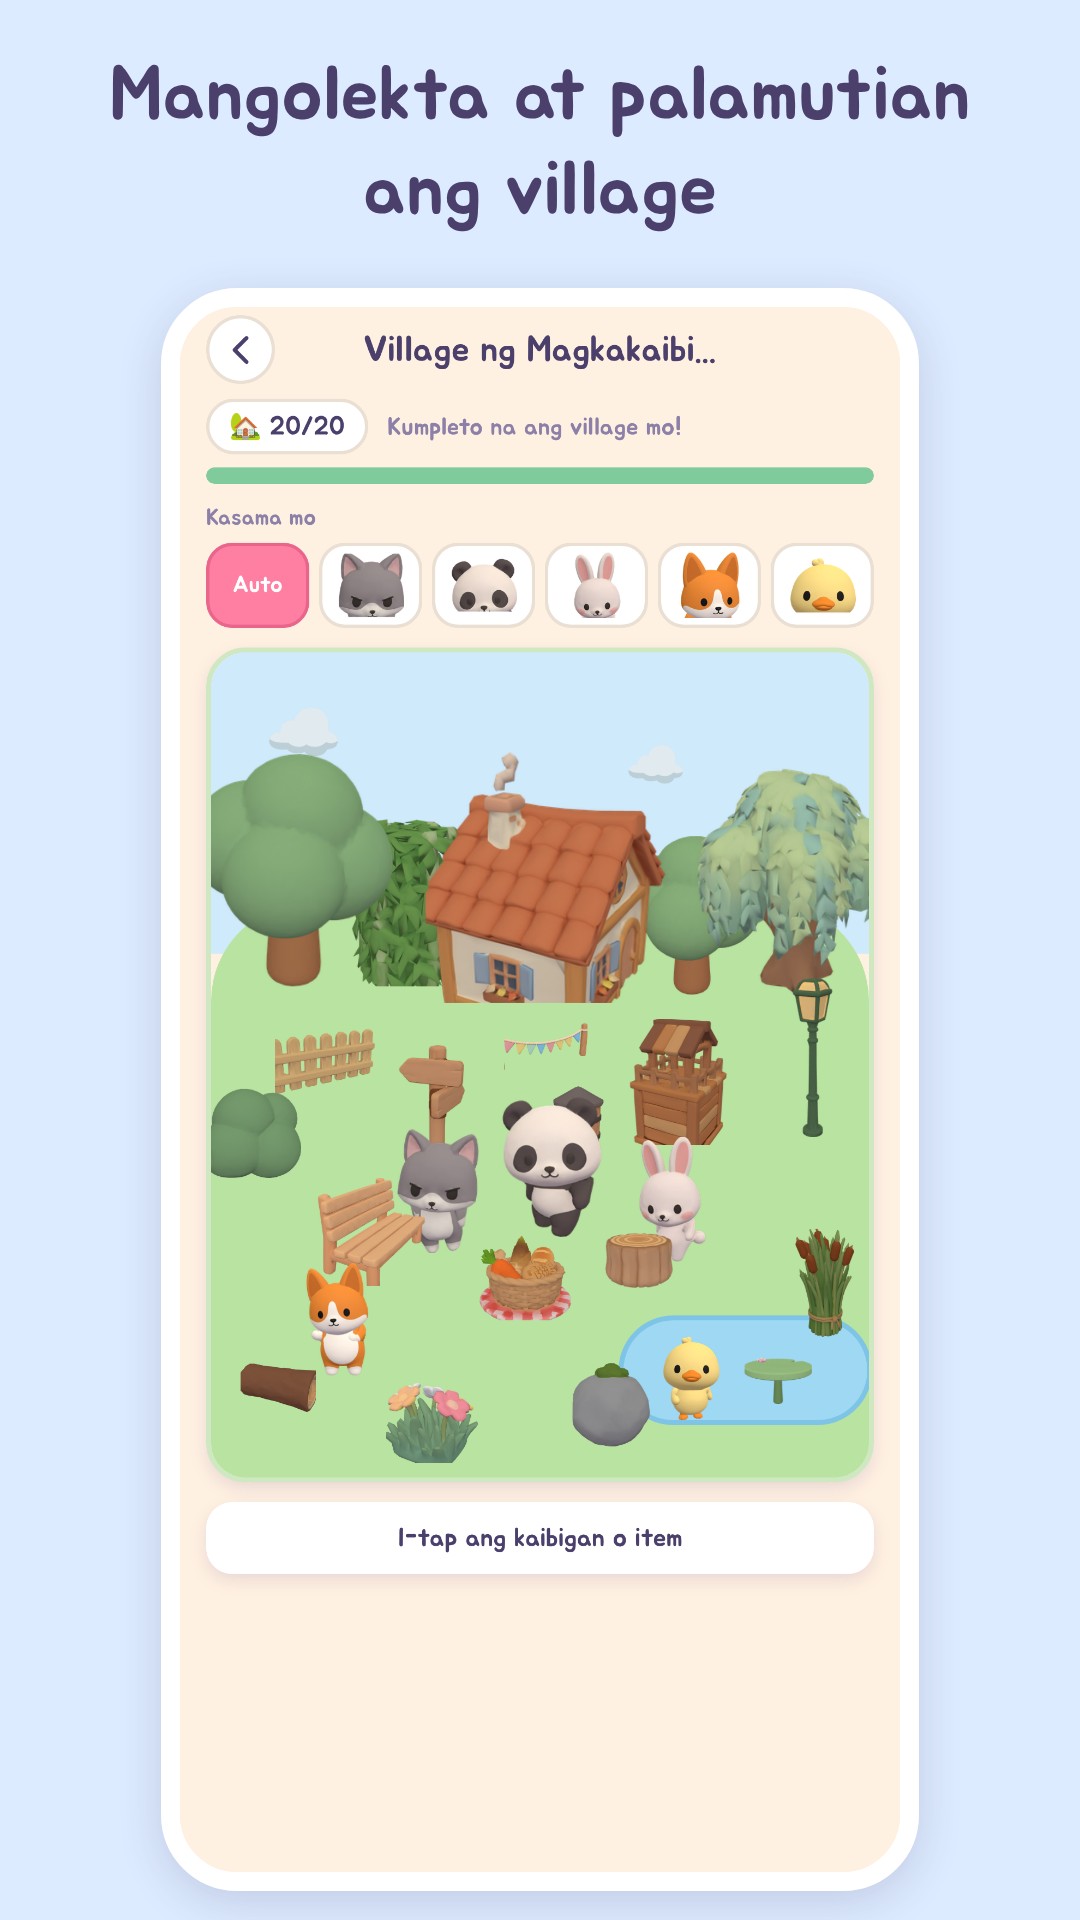 Mangolekta at palamutian
ang village
Village ng Magkakaibi...
20/20
Kumpleto na ang village mo!
Kasama mo
Auto
I-tap ang kaibigan o item